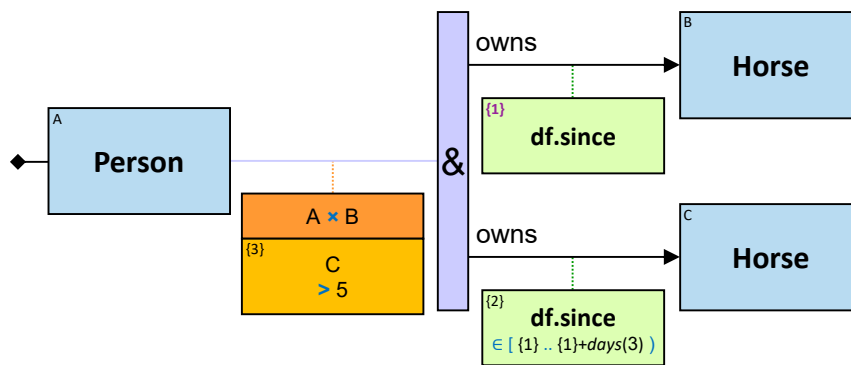 A
Person
A × B
{3}
C
> 5
&
owns
{1}
df.since
B
Horse
owns
{2}
df.since
∈ [ {1} .. {1}+days(3) )
C
Horse